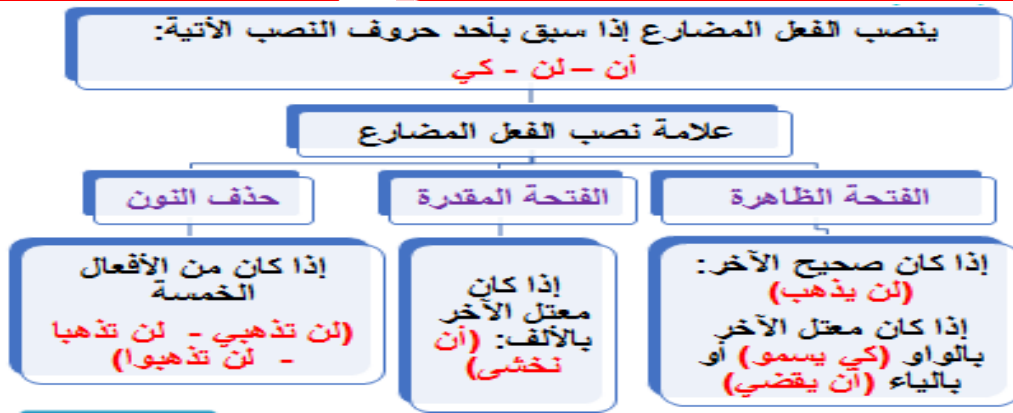 ينصب الفعل المضارع إذا سبق بأحد حروف النصب الأتية:
أن – لن - كي
علامة نصب الفعل المضارع
الفتحة الظاهرة
الفتحة المقدرة
حذف النون
إذا كان صحيح الآخر:
(لن يذهب)
إذا كان معتل الآخر
بالواو (كي يسمو) أو
بالياء (أن يقضي)
إذا كان
معتل الآخر
بالألف: (أن
نخشى)
إذا كان من الأفعال
الخمسة
(لن تذهبي - لن تذهبا
- لن تذهبوا)